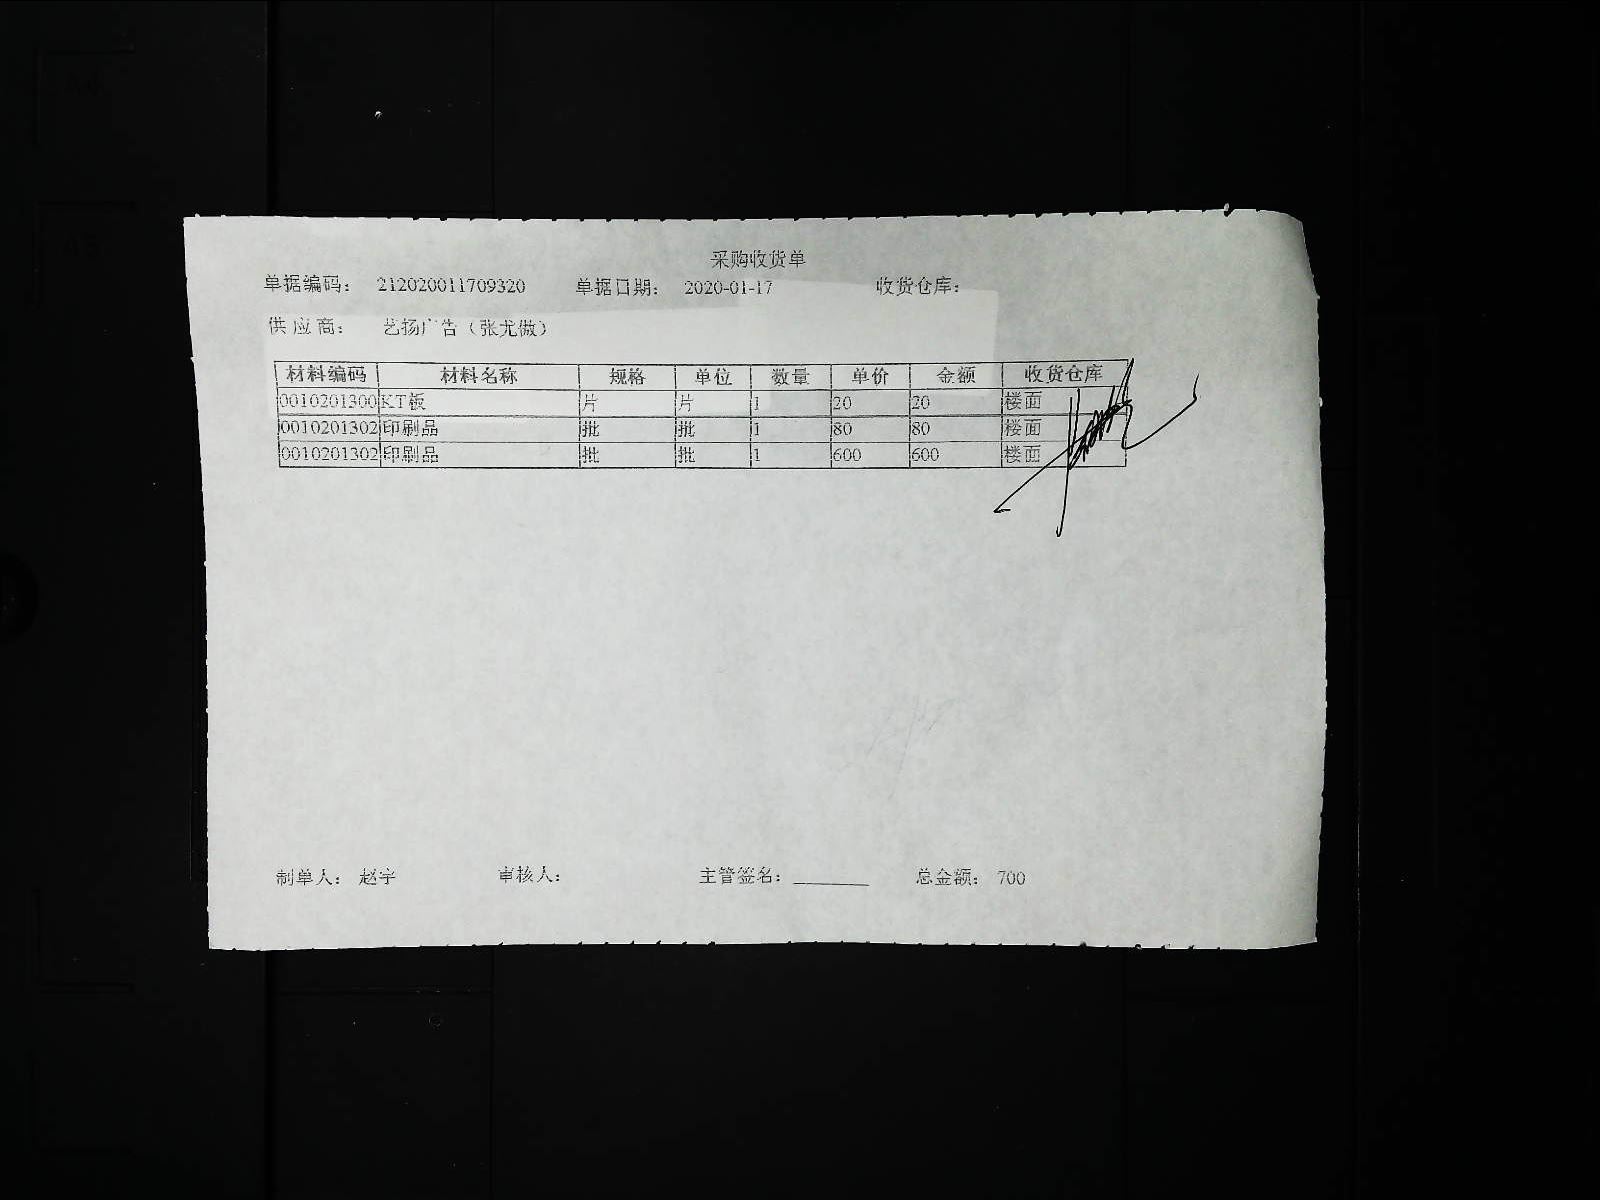 采购收货单
单据编码： 212020011709320 单据日期： 2020-01-17 收货仓库：
供应商： 艺扬广告（张尤傲）
材料编码 材料名称 规格 单位 数量 单价 金额 收货仓库
0010201300 KT板 片 片 1 20 20 楼面
0010201302 印刷品 批 批 1 80 80 楼面
0010201302 印刷品 批 批 1 600 600 楼面
制单人： 赵宇 审核人： 主管签名： 总金额： 700